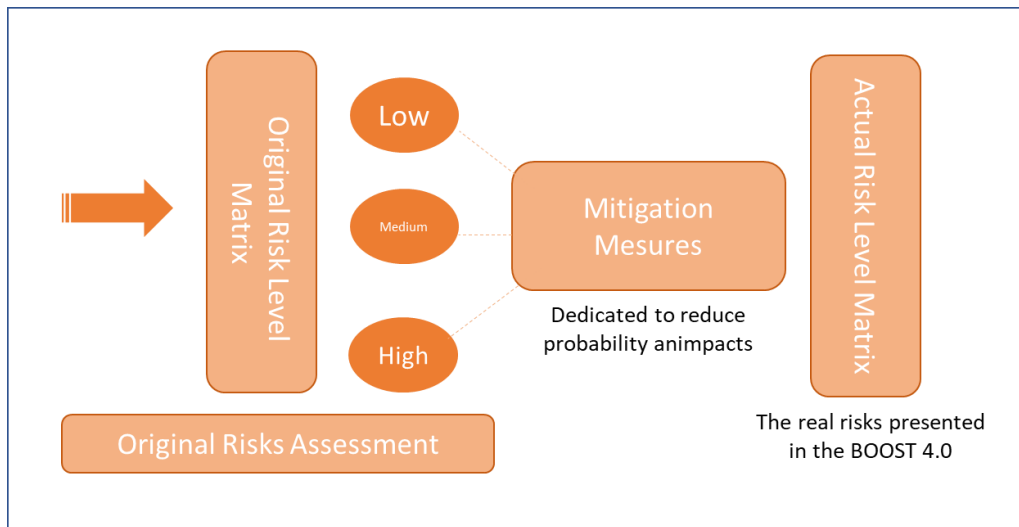 Original Risk Level
Matrix
Low
Medium
High
Mitigation
Mesures
Dedicated to reduce
probability animpacts
Actual Risk Level Matrix
The real risks presented
in the BOOST 4.0
Original Risks Assessment